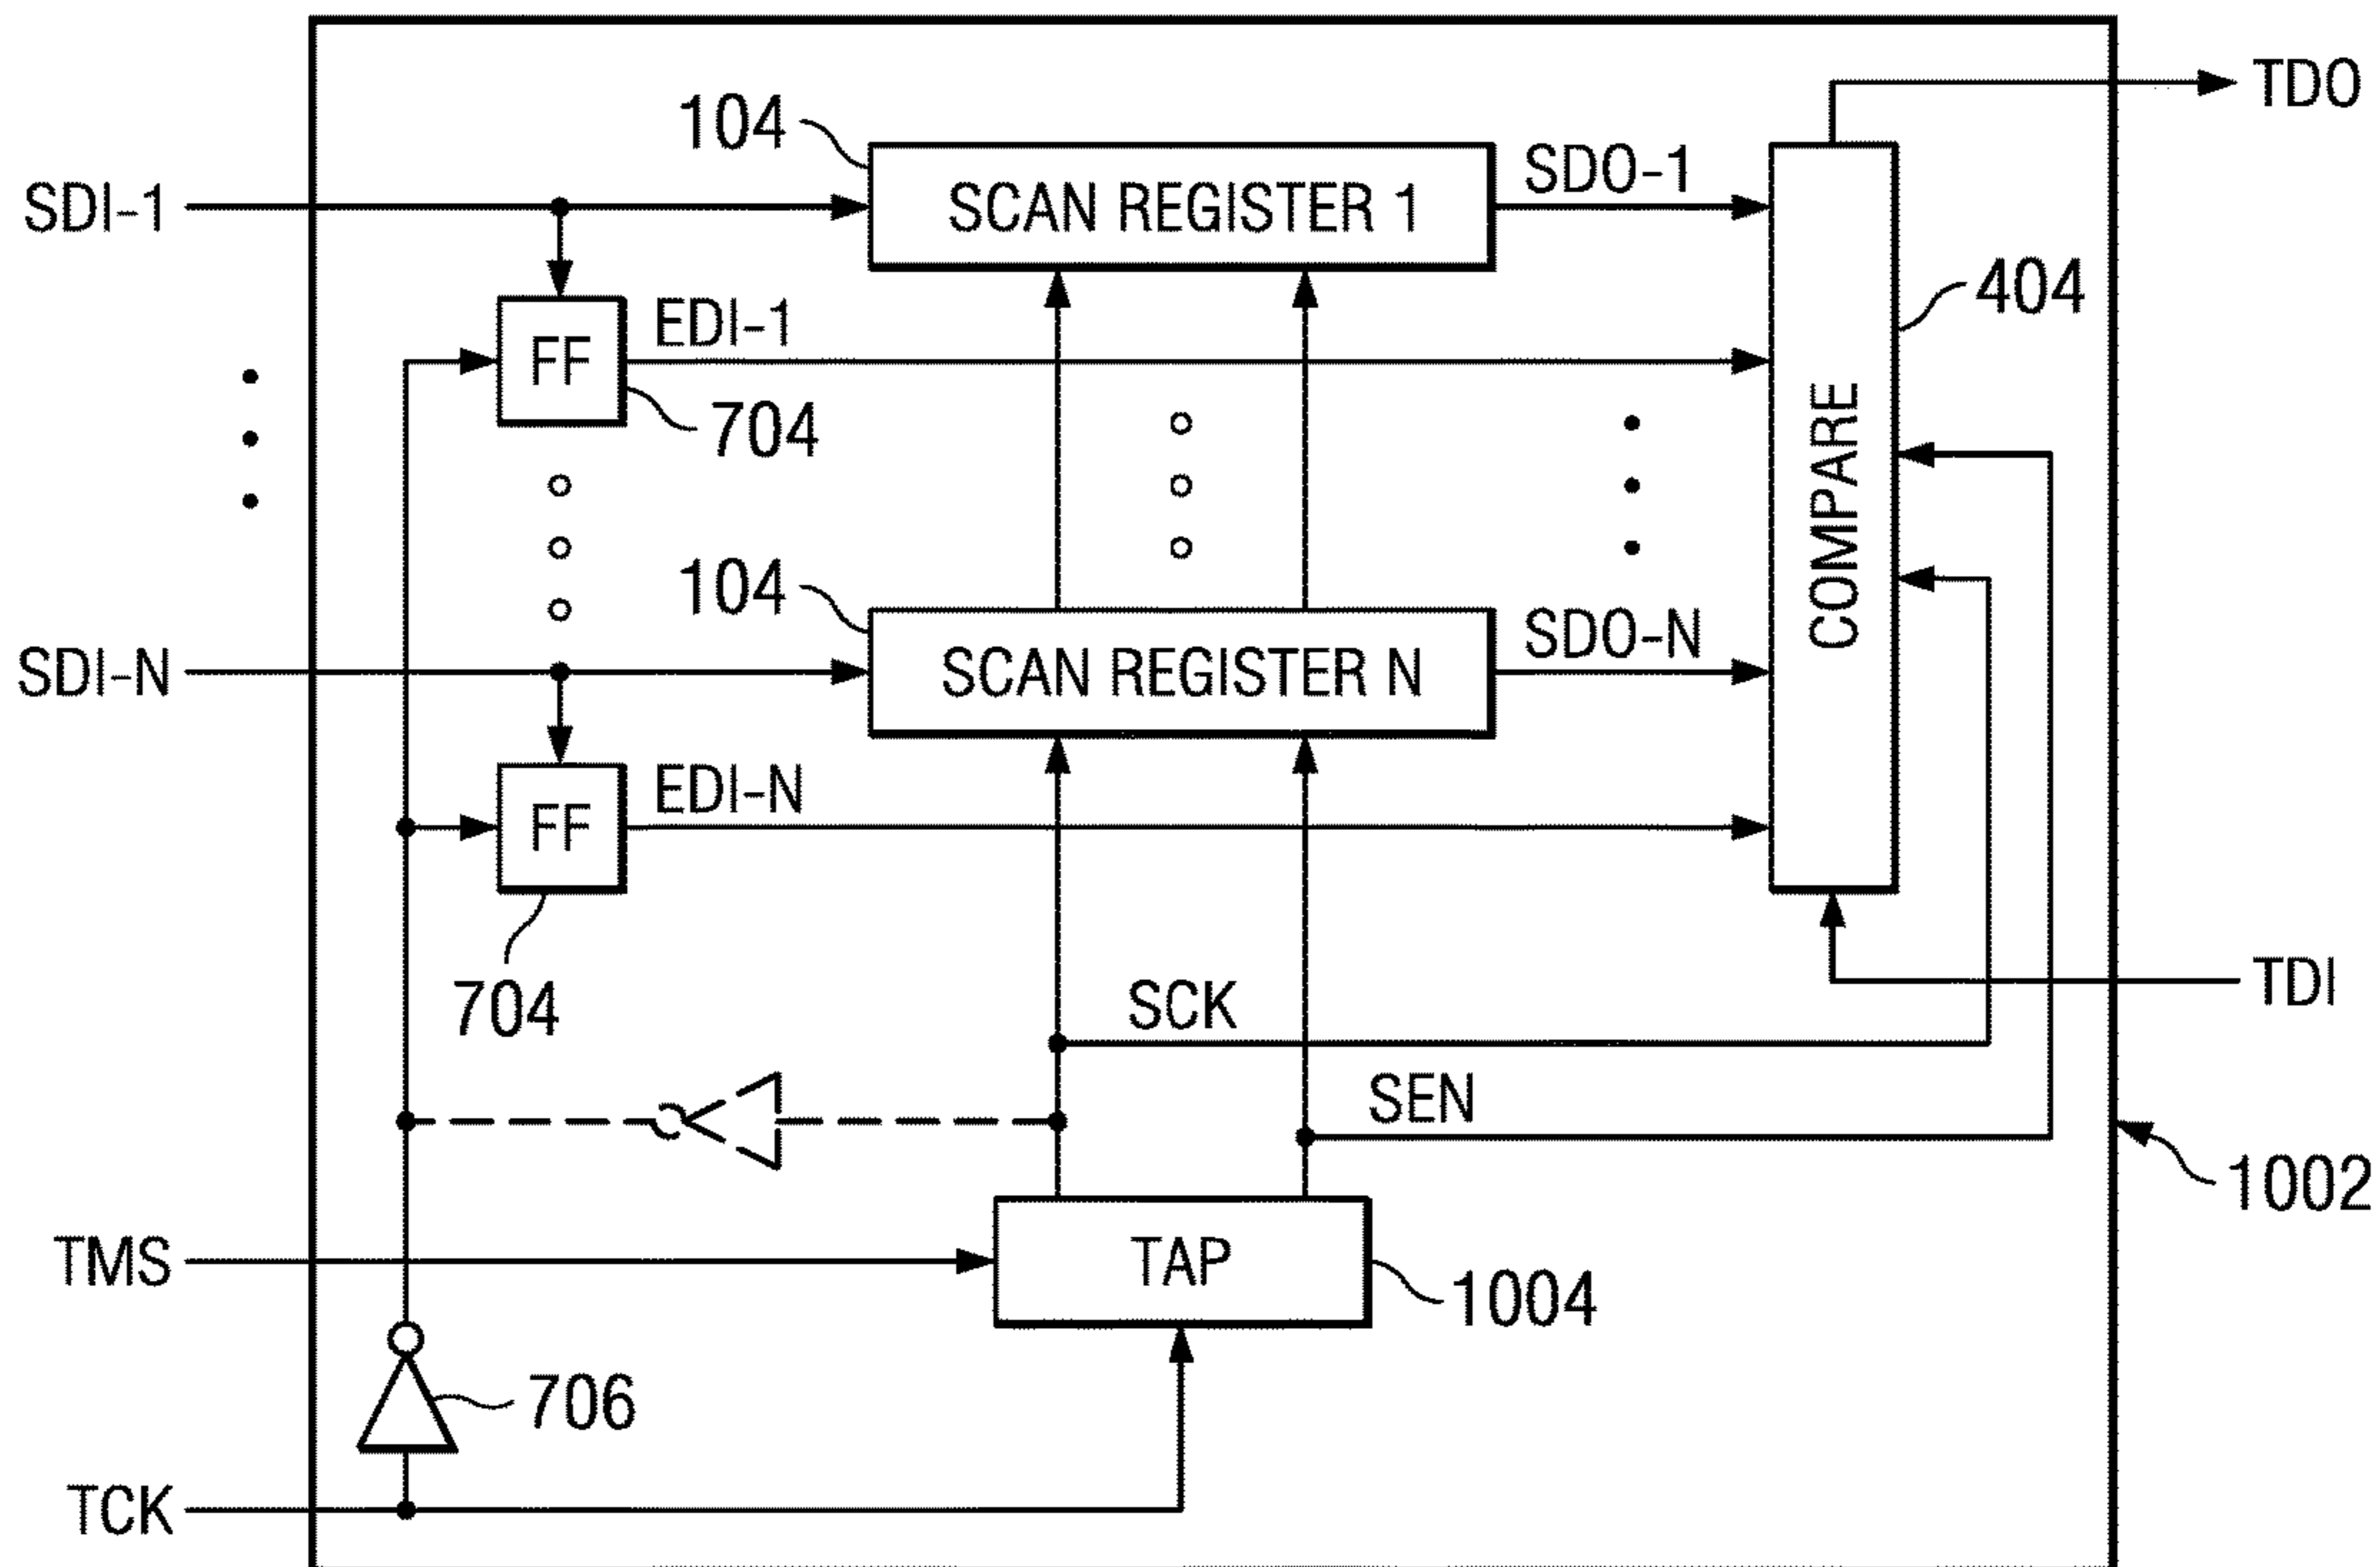 TDO
104
SDI-1
SCAN REGISTER 1
SDO-1
404
FF
EDI-1
704
COMPARE
104
SDI-N
SCAN REGISTER N
SDO-N
FF
EDI-N
704
TDI
SCK
SEN
1002
TMS
TAP
1004
706
TCK